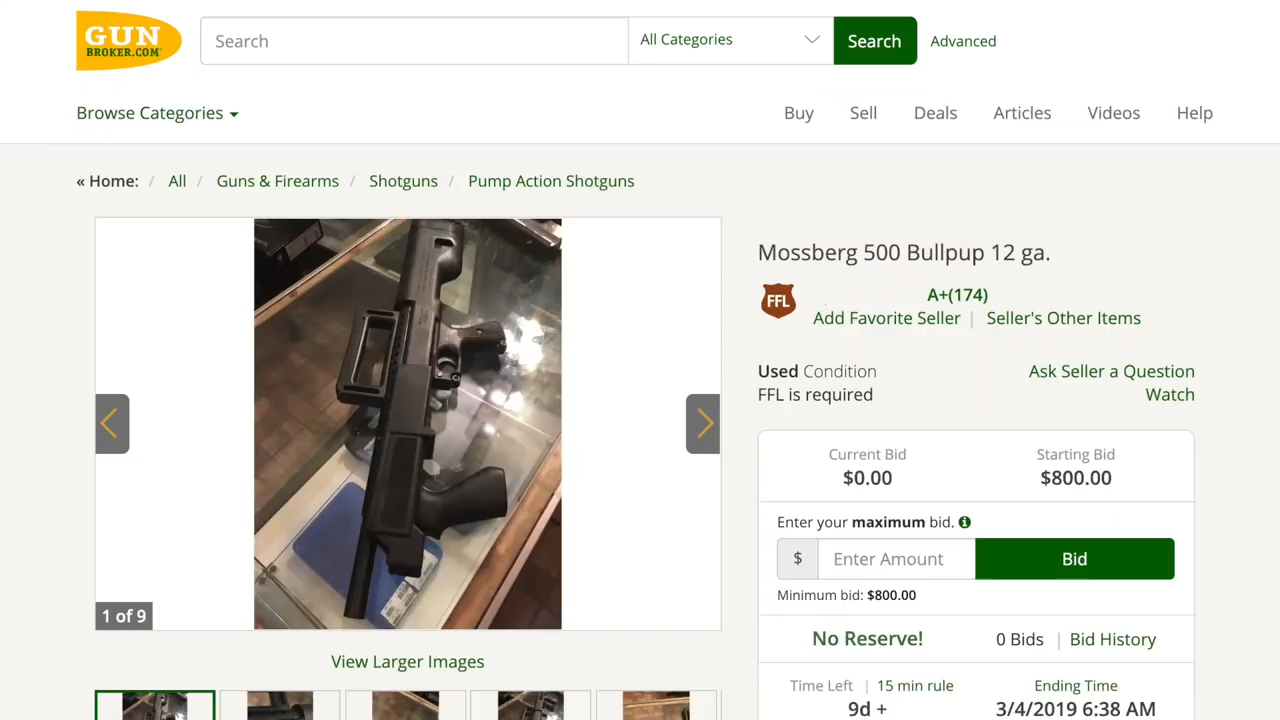 GUN
BROKER.COM
Search
All Categories
Search
Advanced
Browse Categories
Buy
Sell
Deals
Articles
Videos
Help
« Home: / All / Guns & Firearms / Shotguns / Pump Action Shotguns
Mossberg 500 Bullpup 12 ga.
FFL
A+(174)
Add Favorite Seller | Seller's Other Items
Used Condition
Ask Seller a Question
FFL is required
Watch
Current Bid
Starting Bid
$0.00
$800.00
Enter your maximum bid.
$ Enter Amount
Bid
Minimum bid: $800.00
1 of 9
No Reserve!
0 Bids | Bid History
View Larger Images
Time Left | 15 min rule
Ending Time
9d +
3/4/2019 6:38 AM